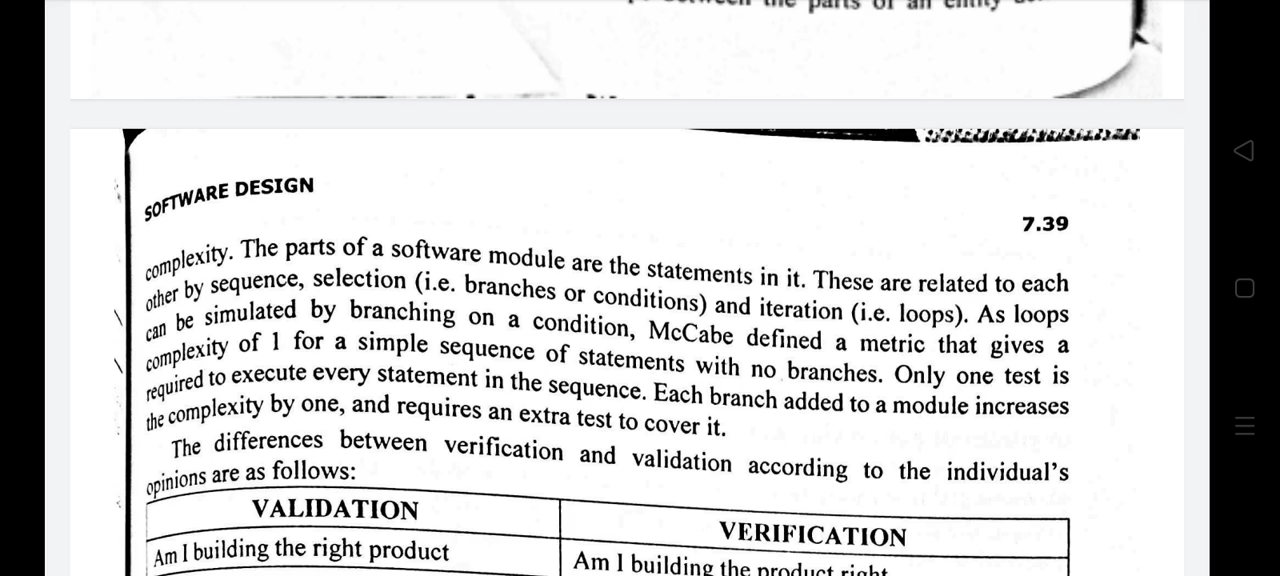 the parts of an entity
SOFTWARE DESIGN
7.39
complexity. The parts of a software module are the statements in it. These are related to each
other by sequence, selection (i.e. branches or conditions) and iteration (i.e. loops). As loops
can be simulated by branching on a condition, McCabe defined a metric that gives a
complexity of 1 for a simple sequence of statements with no branches. Only one test is
required to execute every statement in the sequence. Each branch added to a module increases
the complexity by one, and requires an extra test to cover it.
The differences between verification and validation according to the individual's
opinions are as follows:
VALIDATION
VERIFICATION
Am I building the right product
Am I building the product right